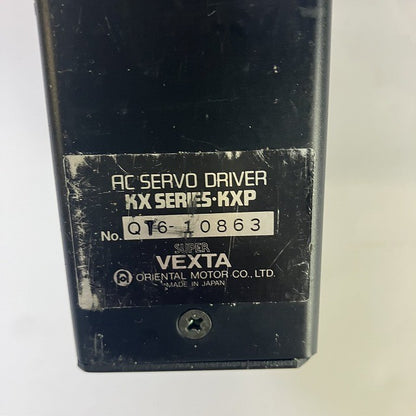 AC SERVO DRIVER
KX SERIES·KXP
No. QT6-10863
SUPER
VEXTA
ORIENTAL MOTOR CO., LTD.
MADE IN JAPAN